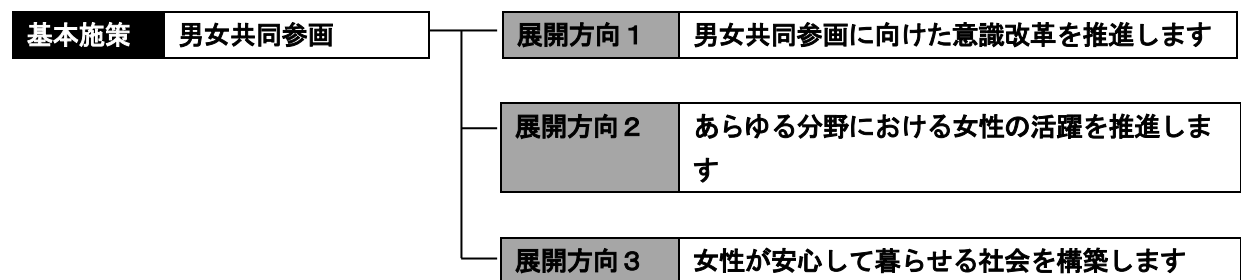 基本施策 男女共同参画
展開方向１ 男女共同参画に向けた意識改革を推進します
展開方向２ あらゆる分野における女性の活躍を推進しま
す
展開方向３ 女性が安心して暮らせる社会を構築します